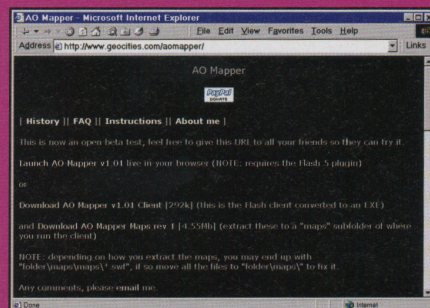 AO Mapper - Microsoft Internet Explorer
File Edit View Favorites Tools Help
Address http://www.geocities.com/aomapper/ Links
AO Mapper
PayPal
DONATE
| History || FAQ || Instructions || About me |
This is now an open beta test, feel free to give this URL to all your friends so they can try it.
Launch AO Mapper v1.01 live in your browser (NOTE: requires the Flash 5 plugin)
or
Download AO Mapper v1.01 Client [292k] (this is the Flash client converted to an EXE)
and Download AO Mapper Maps rev 1 [4.55Mb] (extract these to a "maps" subfolder of where
you run the client)
NOTE: depending on how you extract the maps, you may end up with
"folder\maps\maps\*.swf", if so move all the files to "folder\maps\" to fix it.
Any comments, please email me.
Done Internet